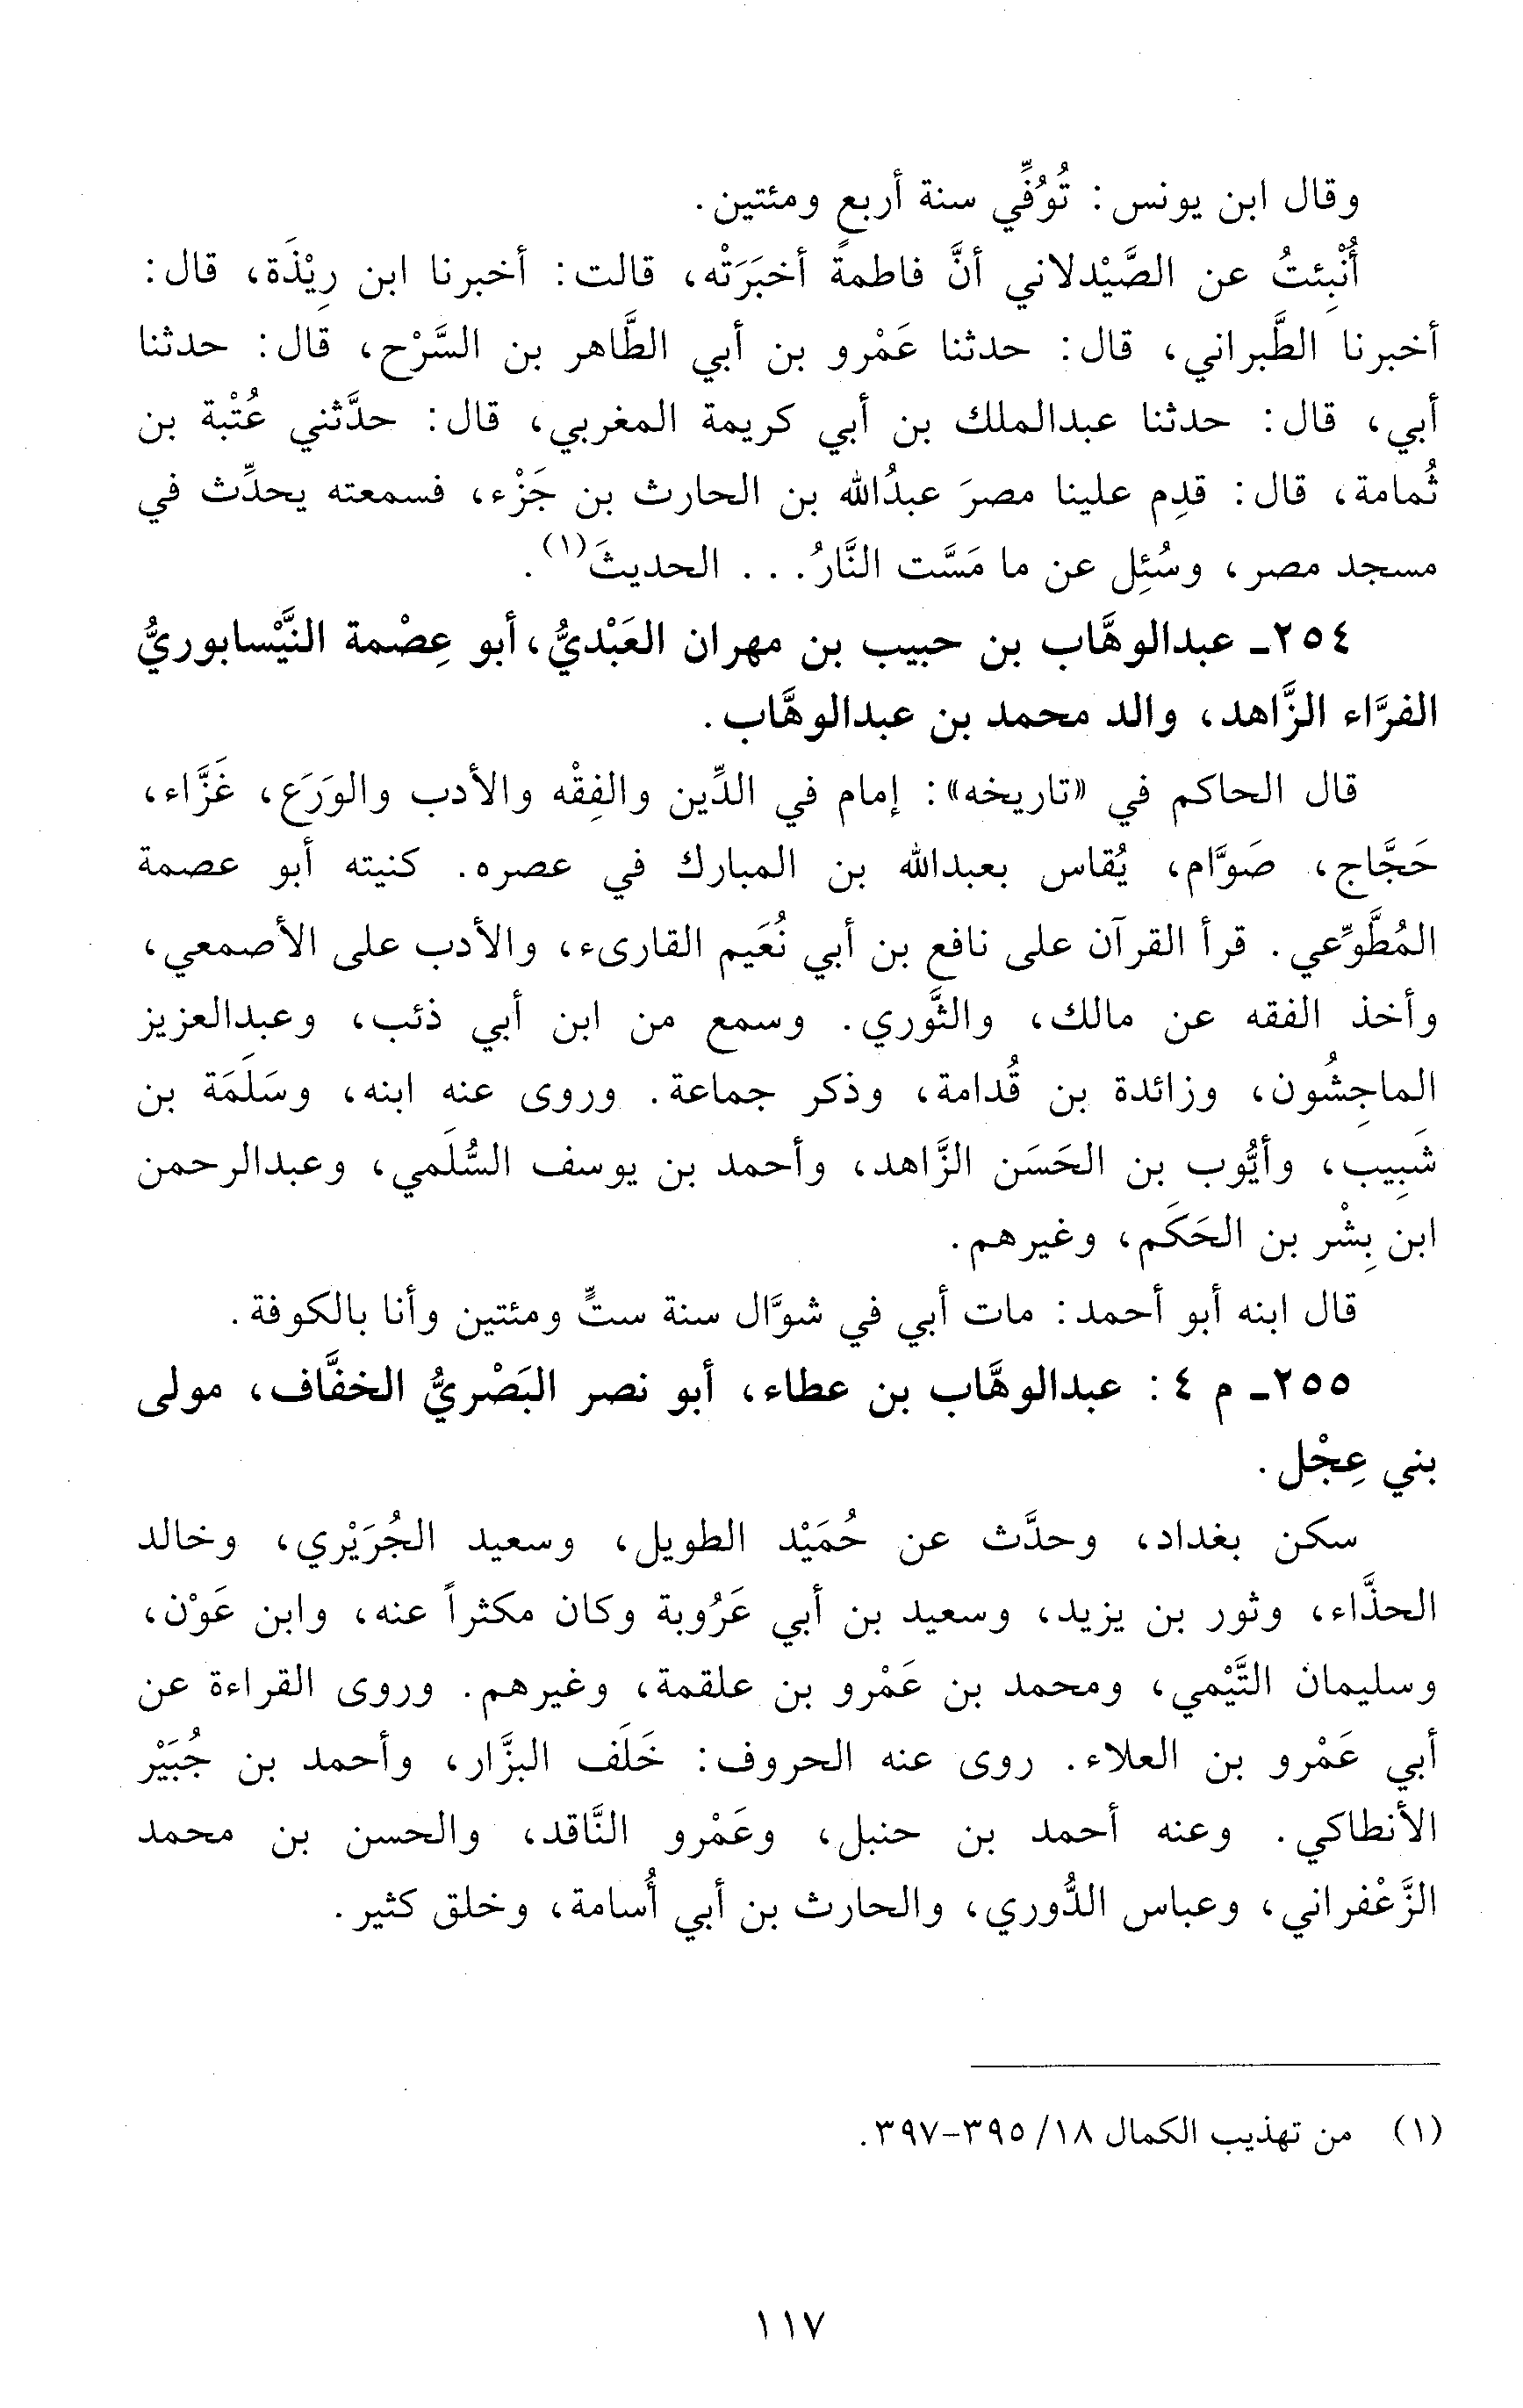 وقال ابن يونس: تُوُفِّي سنة أربعٍ ومئتين.
أُنْبِئتُ عن الصَّيْدلاني أنَّ فاطمةَ أخبَرَتْه، قالت: أخبرنا ابن رِيْذَة، قال:
أخبرنا الطَّبراني، قال: حدثنا عَمْرو بن أبي الطَّاهر بن السَّرْح، قال: حدثنا
أبي، قال: حدثنا عبدالملك بن أبي كريمة المغربي، قال: حدَّثني عُتْبة بن
ثُمامة، قال: قدِم علينا مصرَ عبدُالله بن الحارث بن جَزْء، فسمعته يحدِّث في
مسجد مصر، وسُئِل عن ما مَسَّت النَّارُ. . . الحديثَ(١).
٢٥٤ـ عبدالوهَّاب بن حبيب بن مهران العَبْديُّ، أبو عِصْمة النَّيْسابوريُّ
الفرَّاء الزَّاهد، والد محمد بن عبدالوهَّاب.
قال الحاكم في «تاريخه»: إمام في الدِّين والفِقْه والأدب والوَرَع، غَزَّاء،
حَجَّاج، صَوَّام، يُقاس بعبدالله بن المبارك في عصره. كنيته أبو عصمة
المُطَّوِّعي. قرأ القرآن على نافع بن أبي نُعَيم القارىء، والأدب على الأصمعي،
وأخذ الفقه عن مالك، والثَّوري. وسمع من ابن أبي ذئب، وعبدالعزيز
الماجِشُون، وزائدة بن قُدامة، وذكر جماعة. وروى عنه ابنه، وسَلَمَة بن
شَبِيب، وأيُّوب بن الحَسَن الزَّاهد، وأحمد بن يوسف السُّلَمي، وعبدالرحمن
ابن بِشْر بن الحَكَم، وغيرهم.
قال ابنه أبو أحمد: مات أبي في شوَّال سنة ستٍّ ومئتين وأنا بالكوفة.
٢٥٥ـ م ٤: عبدالوهَّاب بن عطاء، أبو نصر البَصْريُّ الخفَّاف، مولى
بني عِجْل.
سكن بغداد، وحدَّث عن حُمَيْد الطويل، وسعيد الجُرَيْري، وخالد
الحذَّاء، وثور بن يزيد، وسعيد بن أبي عَرُوبة وكان مكثراً عنه، وابن عَوْن،
وسليمان التَّيْمي، ومحمد بن عَمْرو بن علقمة، وغيرهم. وروى القراءة عن
أبي عَمْرو بن العلاء. روى عنه الحروف: خَلَف البزَّار، وأحمد بن جُبَيْر
الأنطاكي. وعنه أحمد بن حنبل، وعَمْرو النَّاقد، والحسن بن محمد
الزَّعْفراني، وعباس الدُّوري، والحارث بن أبي أُسامة، وخلق كثير.
(١) من تهذيب الكمال ١٨/ ٣٩٥-٣٩٧.
١١٧